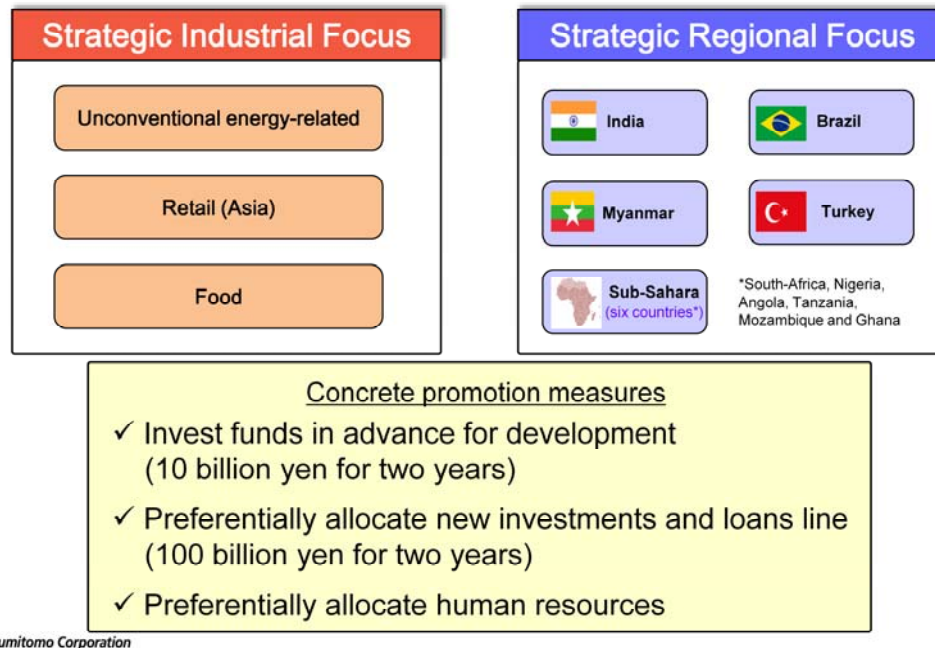 Strategic Industrial Focus
Unconventional energy-related
Retail (Asia)
Food
Strategic Regional Focus
India
Brazil
Myanmar
Turkey
Sub-Sahara
(six countries*)
*South-Africa, Nigeria,
Angola, Tanzania,
Mozambique and Ghana
Concrete promotion measures
✓ Invest funds in advance for development
(10 billion yen for two years)
✓ Preferentially allocate new investments and loans line
(100 billion yen for two years)
✓ Preferentially allocate human resources
umitomo Corporation